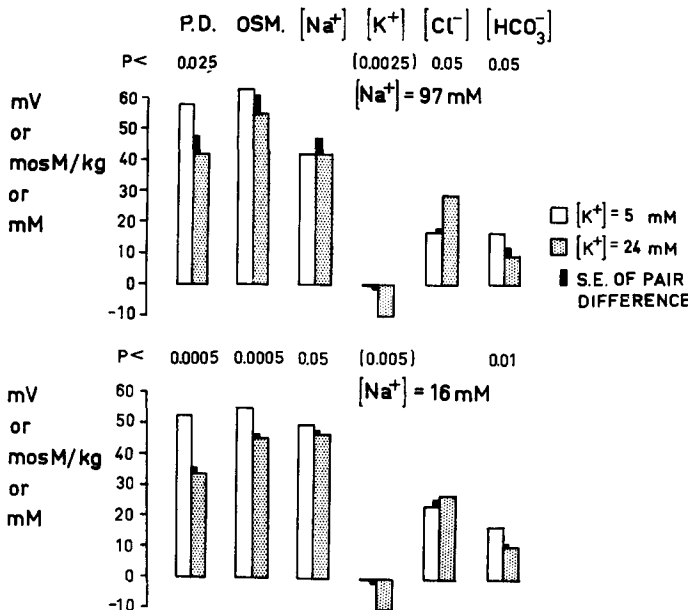 P.D. OSM. [Na⁺] [K⁺] [Cl⁻] [HCO₃⁻]
P< 0.025 (0.0025) 0.05 0.05
[Na⁺] = 97 mM
mV
or
mosM/kg
or
mM
60
50
40
30
20
10
0
-10
[K⁺] = 5 mM
[K⁺] = 24 mM
S.E. OF PAIR
DIFFERENCE
P< 0.0005 0.0005 0.05 (0.005) 0.01
[Na⁺] = 16 mM
mV
or
mosM/kg
or
mM
60
50
40
30
20
10
0
-10